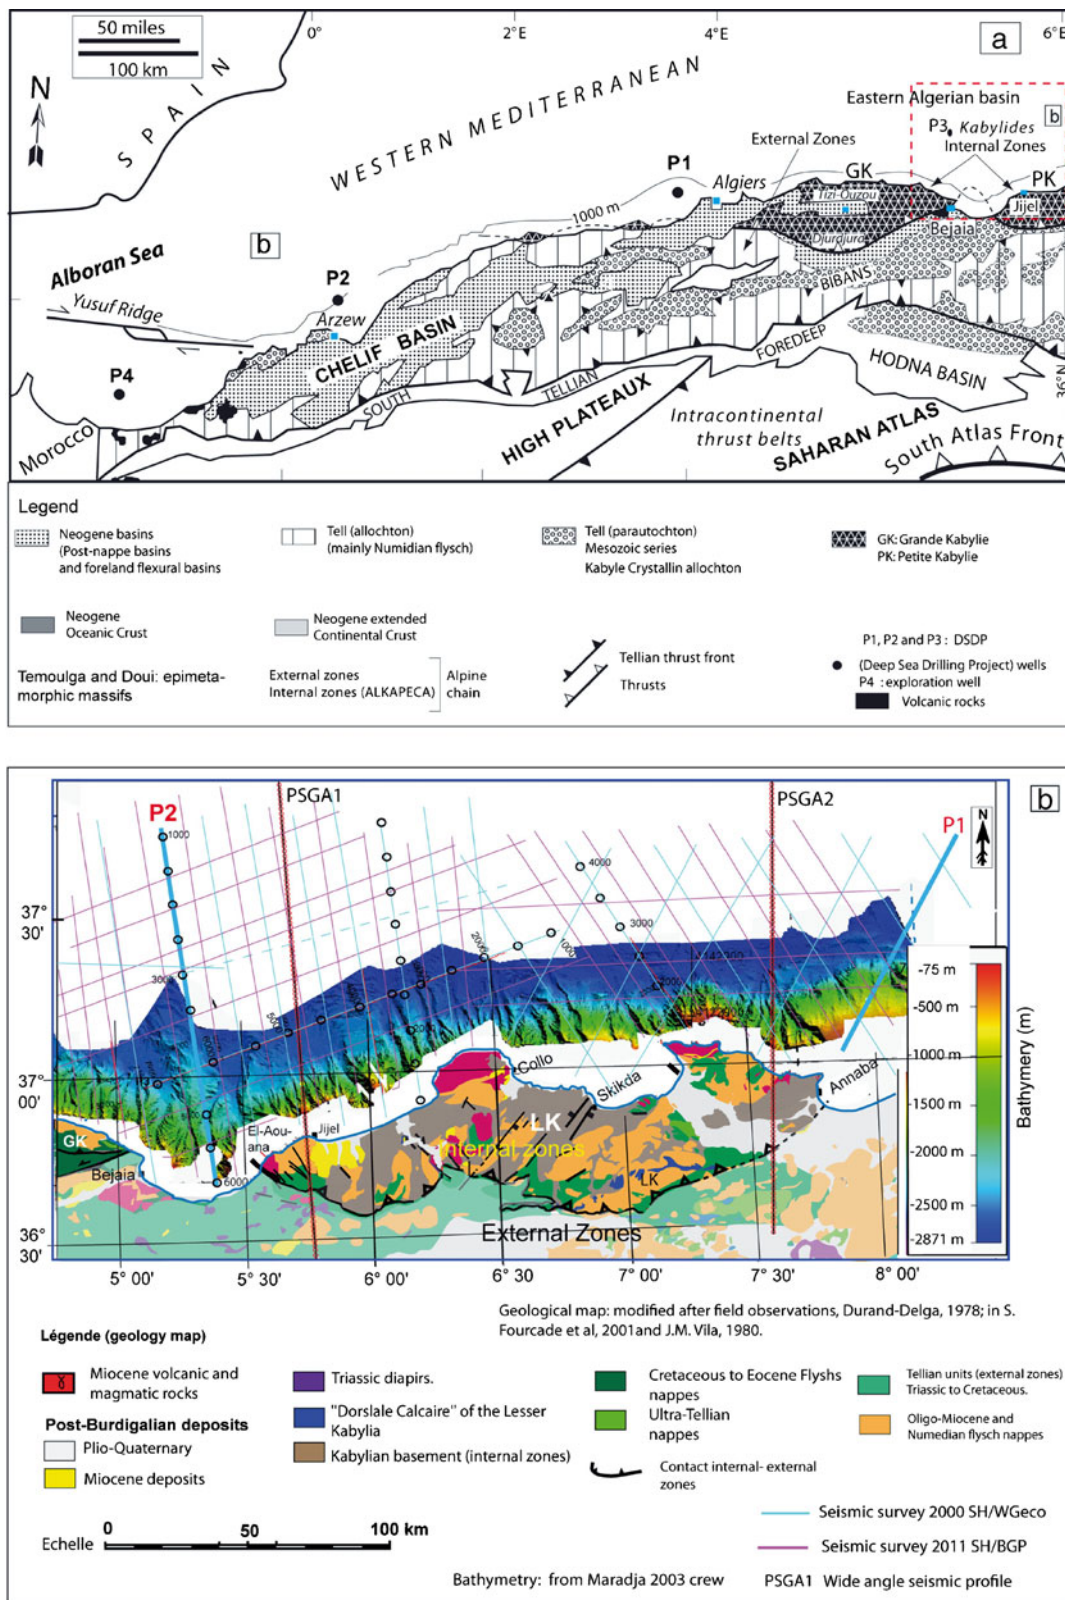 50 miles
100 km
0°
2°E
4°E
6°E
a
N
SPAIN
WESTERN MEDITERRANEAN
Eastern Algerian basin
b
P3
Kabylides
Internal Zones
External Zones
P1
Algiers
GK
PK
Tizi-Ouzou
Jijel
1000 m
Djurdjura
Bejaia
b
Alboran Sea
P2
BIBANS
Yusuf Ridge
Arzew
CHELIF BASIN
FOREDEEP
HODNA BASIN
36°N
P4
SOUTH
TELLIAN
HIGH PLATEAUX
Intracontinental
thrust belts
SAHARAN ATLAS
South Atlas Front
Morocco
Legend
Neogene basins
(Post-nappe basins
and foreland flexural basins
Tell (allochton)
(mainly Numidian flysch)
Tell (parautochton)
Mesozoic series
Kabyle Crystallin allochton
GK: Grande Kabylie
PK: Petite Kabylie
Neogene
Oceanic Crust
Neogene extended
Continental Crust
P1, P2 and P3 : DSDP
(Deep Sea Drilling Project) wells
P4 : exploration well
Temoulga and Doui: epimeta-
morphic massifs
External zones
Internal zones (ALKAPECA)
Alpine
chain
Tellian thrust front
Thrusts
Volcanic rocks
b
P2
PSGA1
PSGA2
P1
N
1000
4000
3000
2000
1000
3000
37°
30'
-75 m
-500 m
1000 m
-1500 m
-2000 m
-2500 m
-2871 m
Bathymery (m)
37°
00'
Collo
Skikda
Annaba
GK
El-Aou-
ana
Jijel
LK
Internal zones
LK
Bejaia
6000
External Zones
36°
30'
5° 00'
5° 30'
6° 00'
6° 30
7° 00'
7° 30'
8° 00'
Geological map: modified after field observations, Durand-Delga, 1978; in S.
Fourcade et al, 2001and J.M. Vila, 1980.
Légende (geology map)
Miocene volcanic and
magmatic rocks
Post-Burdigalian deposits
Plio-Quaternary
Miocene deposits
Triassic diapirs.
"Dorslale Calcaire" of the Lesser
Kabylia
Kabylian basement (internal zones)
Cretaceous to Eocene Flyshs
nappes
Ultra-Tellian
nappes
Contact internal- external
zones
Tellian units (external zones)
Triassic to Cretaceous.
Oligo-Miocene and
Numedian flysch nappes
Echelle
0
50
100 km
Seismic survey 2000 SH/WGeco
Seismic survey 2011 SH/BGP
Bathymetry: from Maradja 2003 crew
PSGA1 Wide angle seismic profile